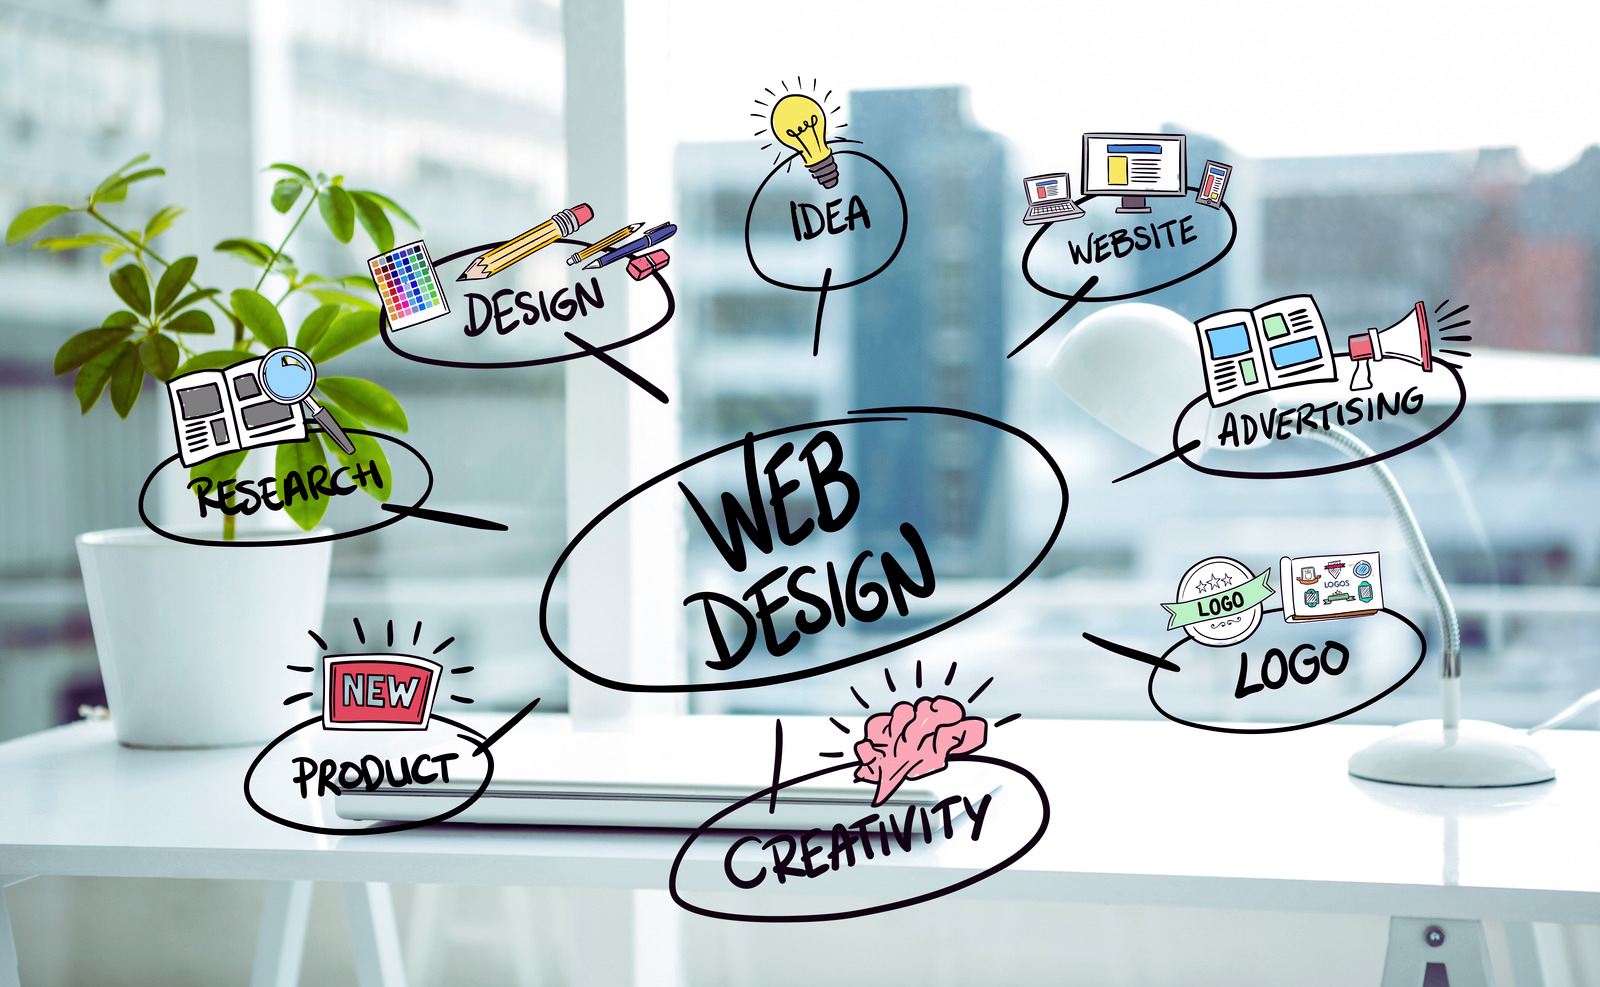 IDEA
WEBSITE
DESIGN
ADVERTISING
RESEARCH
WEB
DESIGN
LOGO
LOGOS
LOGO
NEW
PRODUCT
CREATIVITY